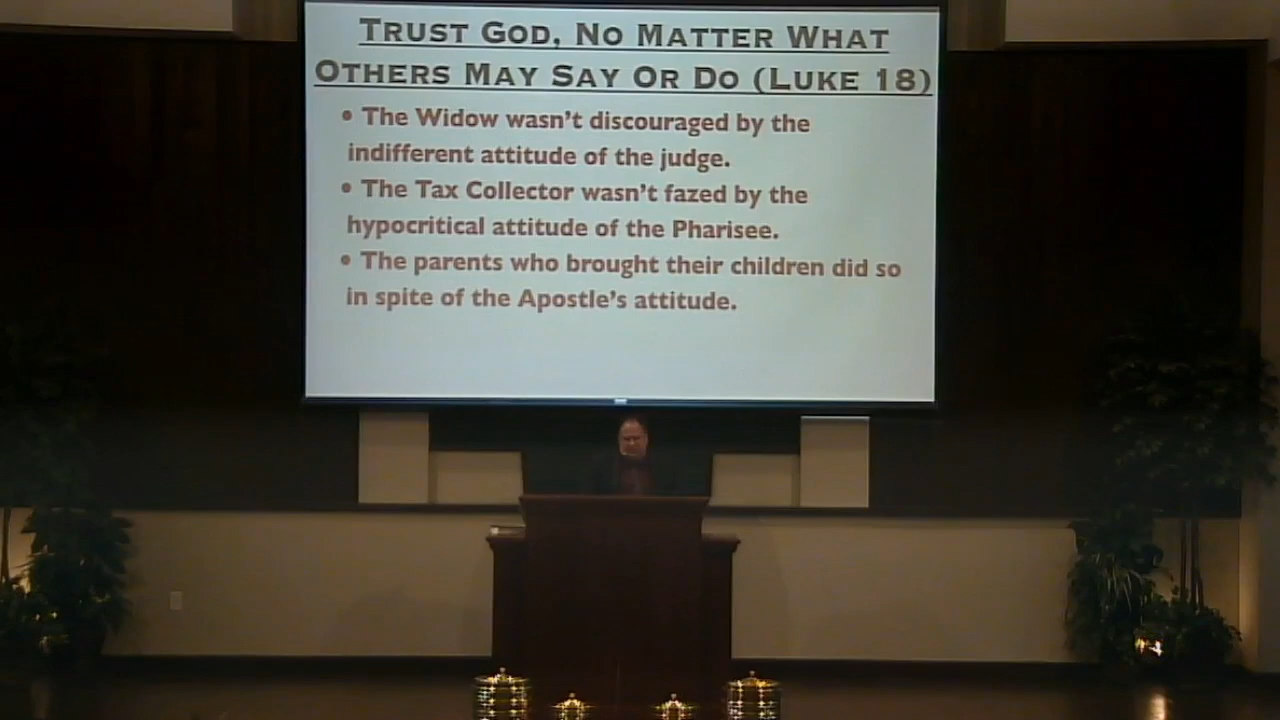 TRUST GOD, NO MATTER WHAT
OTHERS MAY SAY OR DO (LUKE 18)
• The Widow wasn't discouraged by the
indifferent attitude of the judge.
• The Tax Collector wasn't fazed by the
hypocritical attitude of the Pharisee.
• The parents who brought their children did so
in spite of the Apostle's attitude.